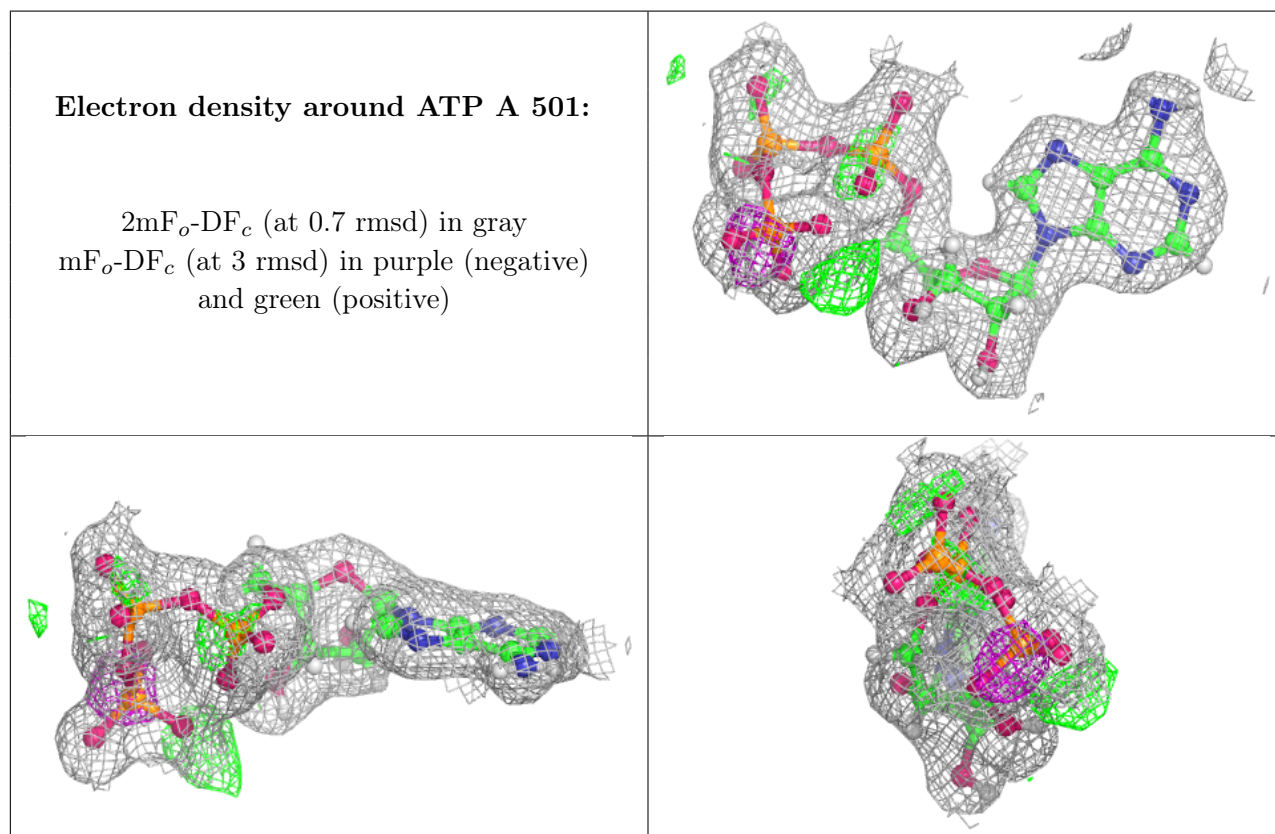 Electron density around ATP A 501:
2mFo-DFc (at 0.7 rmsd) in gray
mFo-DFc (at 3 rmsd) in purple (negative)
and green (positive)